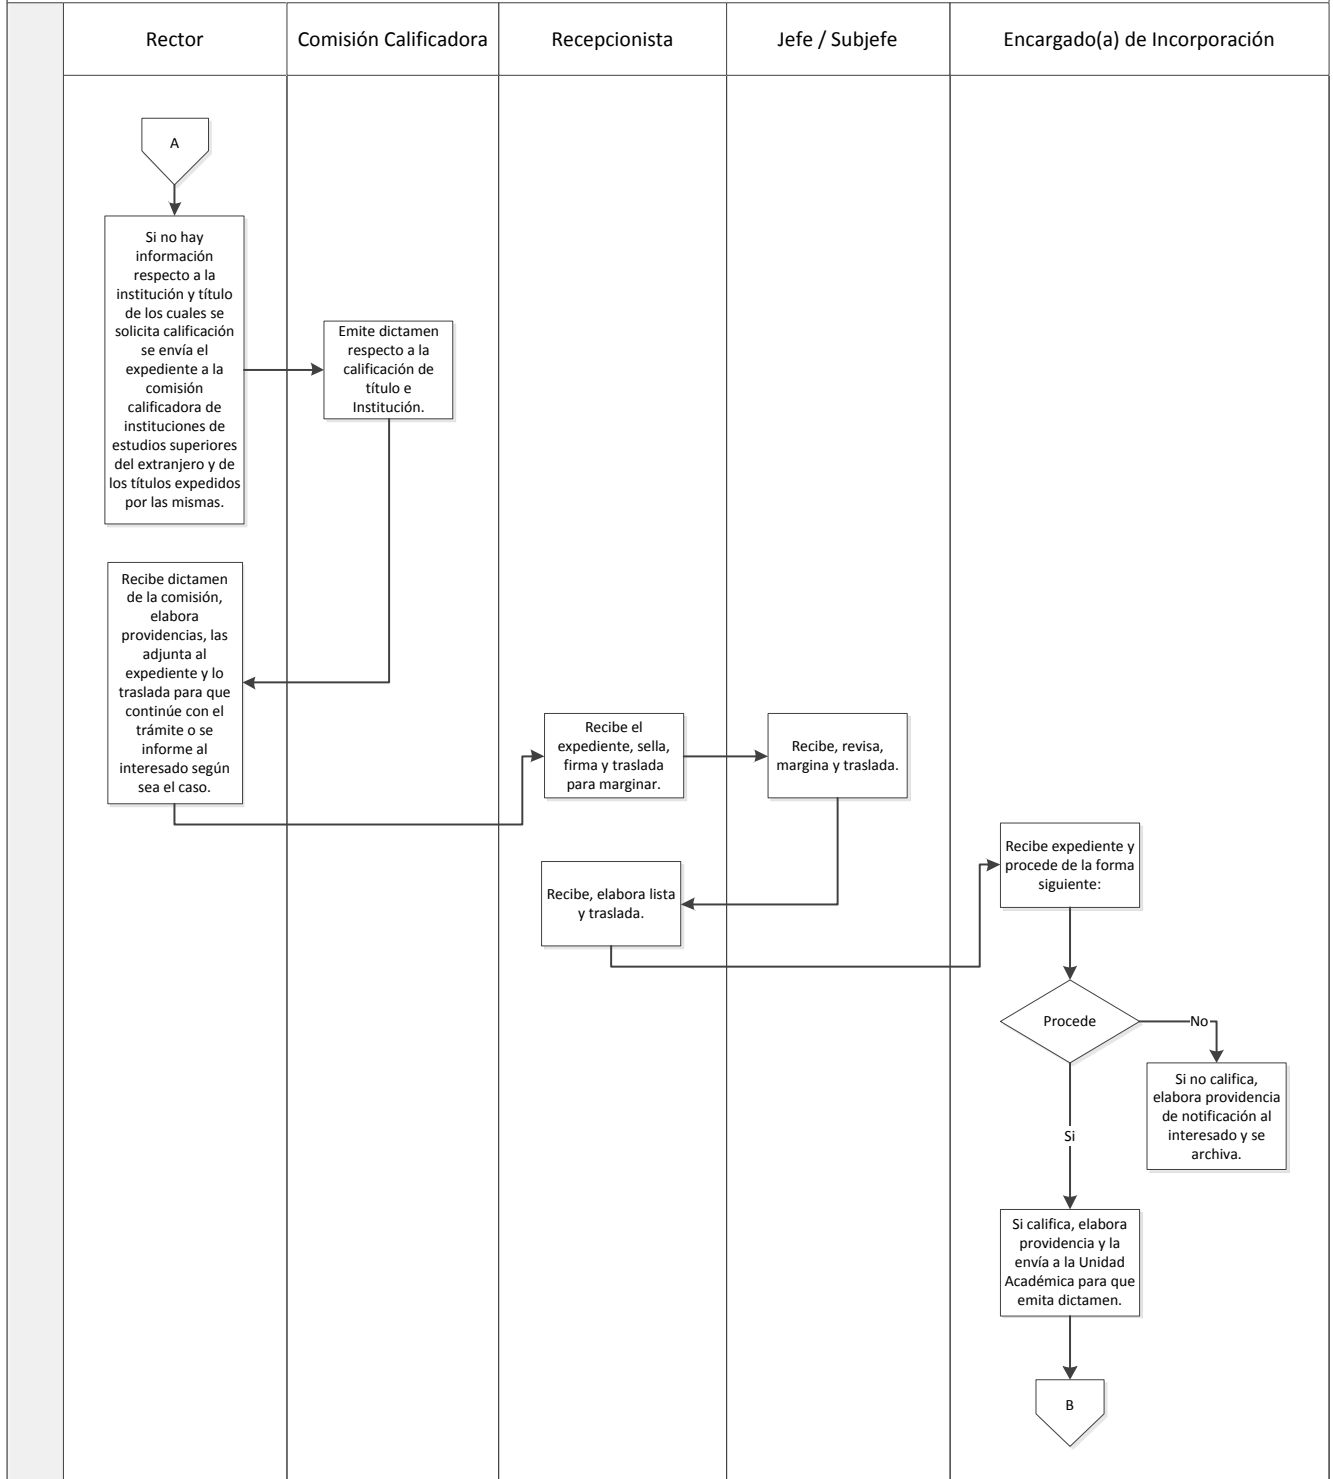 Rector
Comisión Calificadora
Recepcionista
Jefe / Subjefe
Encargado(a) de Incorporación
A
Si no hay
información
respecto a la
institución y título
de los cuales se
solicita calificación
se envía el
expediente a la
comisión
calificadora de
instituciones de
estudios superiores
del extranjero y de
los títulos expedidos
por las mismas.
Emite dictamen
respecto a la
calificación de
título e
Institución.
Recibe dictamen
de la comisión,
elabora
providencias, las
adjunta al
expediente y lo
traslada para que
continúe con el
trámite o se
informe al
interesado según
sea el caso.
Recibe el
expediente, sella,
firma y traslada
para marginar.
Recibe, revisa,
margina y traslada.
Recibe, elabora lista
y traslada.
Recibe expediente y
procede de la forma
siguiente:
Procede
No
Si no califica,
elabora providencia
de notificación al
interesado y se
archiva.
Si
Si califica, elabora
providencia y la
envía a la Unidad
Académica para que
emita dictamen.
B